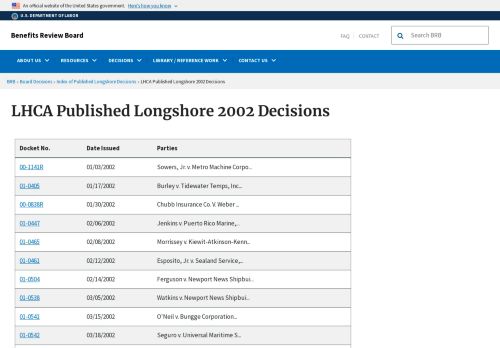 An official website of the United States government. Here's how you know
U.S. DEPARTMENT OF LABOR
Benefits Review Board
FAQ CONTACT
Search BRB
ABOUT US RESOURCES DECISIONS LIBRARY / REFERENCE WORK CONTACT US
BRB › Board Decisions › Index of Published Longshore Decisions › LHCA Published Longshore 2002 Decisions
LHCA Published Longshore 2002 Decisions
Docket No. Date Issued Parties
00-1141R 01/03/2002 Sowers, Jr. v. Metro Machine Corpo...
01-0405 01/17/2002 Burley v. Tidewater Temps, Inc...
00-0838R 01/30/2002 Chubb Insurance Co. V. Weber ...
01-0447 02/06/2002 Jenkins v. Puerto Rico Marine,...
01-0465 02/08/2002 Morrissey v. Kiewit-Atkinson-Kenn...
01-0461 02/12/2002 Esposito, Jr. v. Sealand Service,...
01-0504 02/14/2002 Ferguson v. Newport News Shipbui...
01-0538 03/05/2002 Watkins v. Newport News Shipbui...
01-0541 03/15/2002 O'Neil v. Bungge Corporation...
01-0542 03/18/2002 Seguro v. Universal Maritime S...